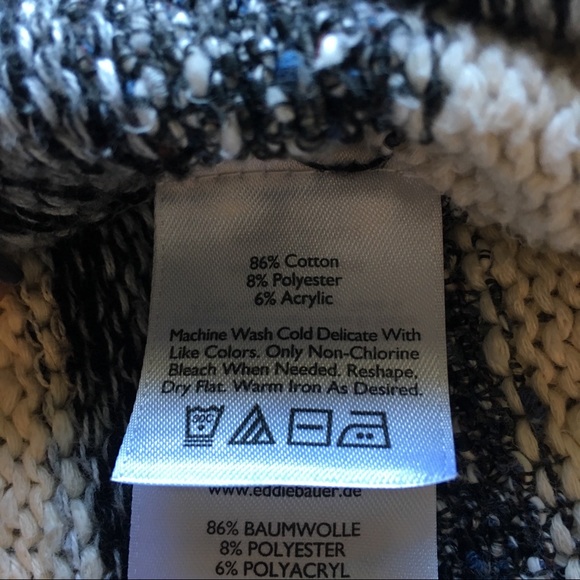 86% Cotton
8% Polyester
6% Acrylic
Machine Wash Cold Delicate With
Like Colors. Only Non-Chlorine
Bleach When Needed. Reshape,
Dry Flat. Warm Iron As Desired.
30°
www.eddiebauer.de
86% BAUMWOLLE
8% POLYESTER
6% POLYACRYL